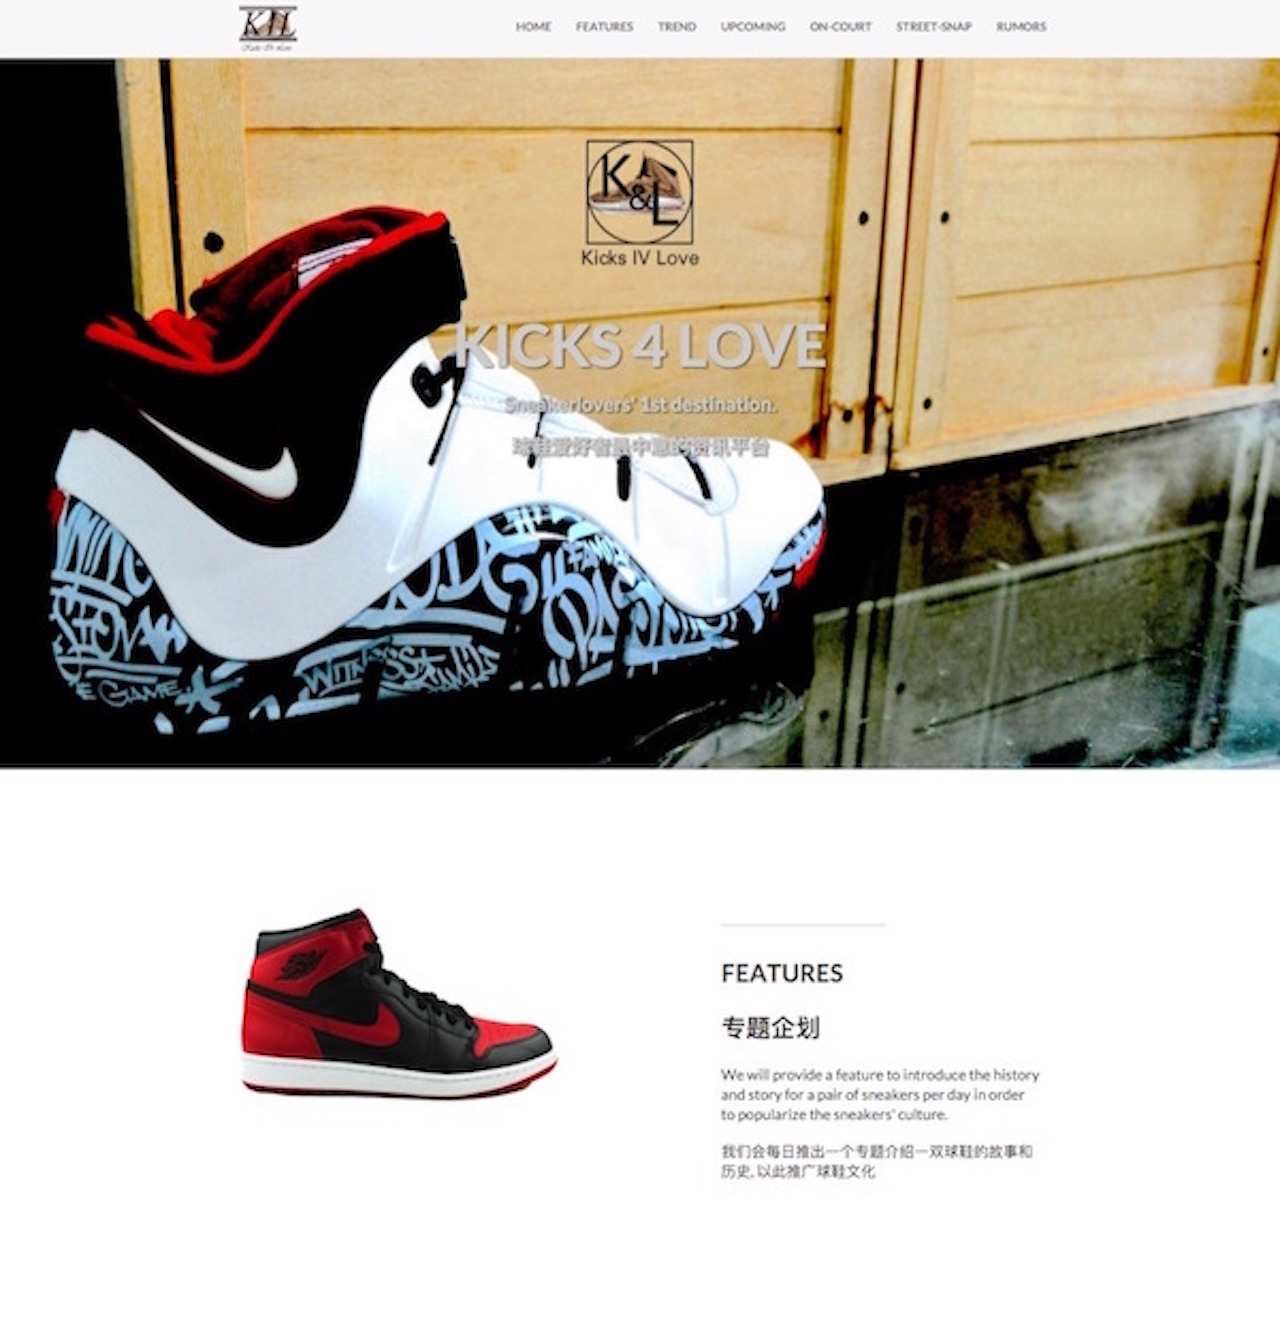 HOME FEATURES TREND UPCOMING ON-COURT STREET-SNAP RUMORS
K&L
Kicks IV Love
KICKS 4 LOVE
Sneakerlovers' 1st destination.
球鞋爱好者最中意的资讯平台
FAMILY
WITNESS FAMILY
E GAME
FEATURES
专题企划
We will provide a feature to introduce the history
and story for a pair of sneakers per day in order
to popularize the sneakers' culture.
我们会每日推出一个专题介绍一双球鞋的故事和
历史, 以此推广球鞋文化